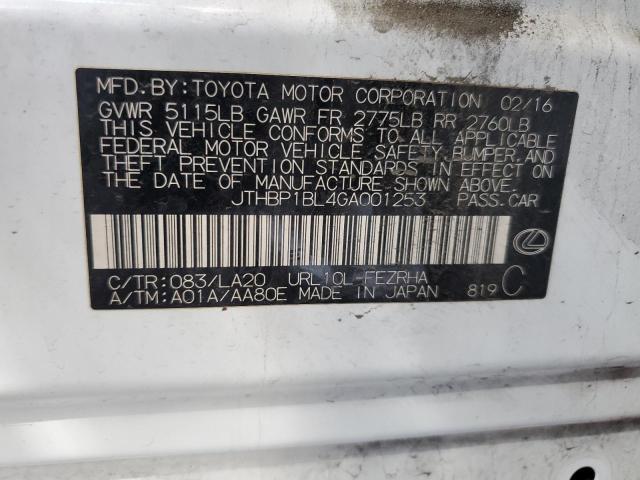 MFD. BY: TOYOTA MOTOR CORPORATION 02/16
GVWR 5115LB GAWR FR 2775LB RR 2760LB
THIS VEHICLE CONFORMS TO ALL APPLICABLE
FEDERAL MOTOR VEHICLE SAFETY, BUMPER, AND
THEFT PREVENTION STANDARDS IN EFFECT ON
THE DATE OF MANUFACTURE SHOWN ABOVE.
JTHBP1BL4GA001253 PASS. CAR
C/TR: 083/LA20 URL10L-FEZRHA
A/TM: A01A/AA80E MADE IN JAPAN 819 C